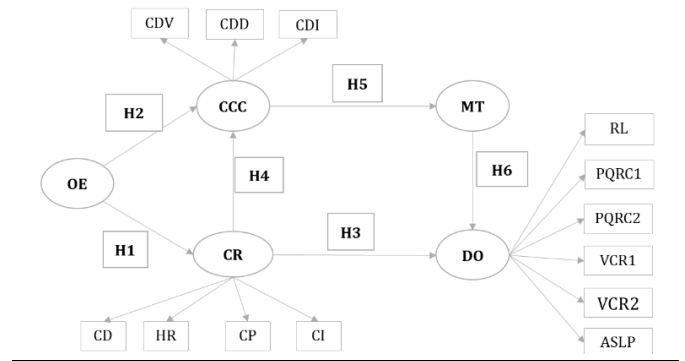 CDV
CDD
CDI
H2
CCC
H5
MT
RL
OE
H4
H6
PQRC1
PQRC2
H1
CR
H3
DO
VCR1
VCR2
CD
HR
CP
CI
ASLP